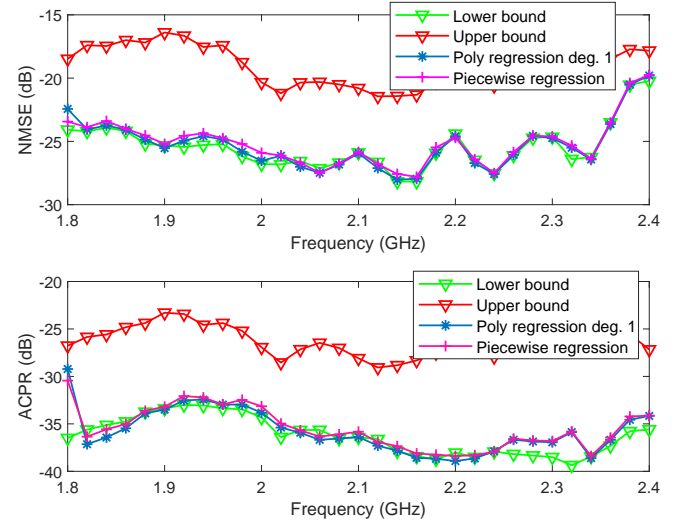 -15
-20
-25
-30
NMSE (dB)
1.8 1.9 2 2.1 2.2 2.3 2.4
Frequency (GHz)
Lower bound
Upper bound
Poly regression deg. 1
Piecewise regression
-20
-25
-30
-35
-40
ACPR (dB)
1.8 1.9 2 2.1 2.2 2.3 2.4
Frequency (GHz)
Lower bound
Upper bound
Poly regression deg. 1
Piecewise regression